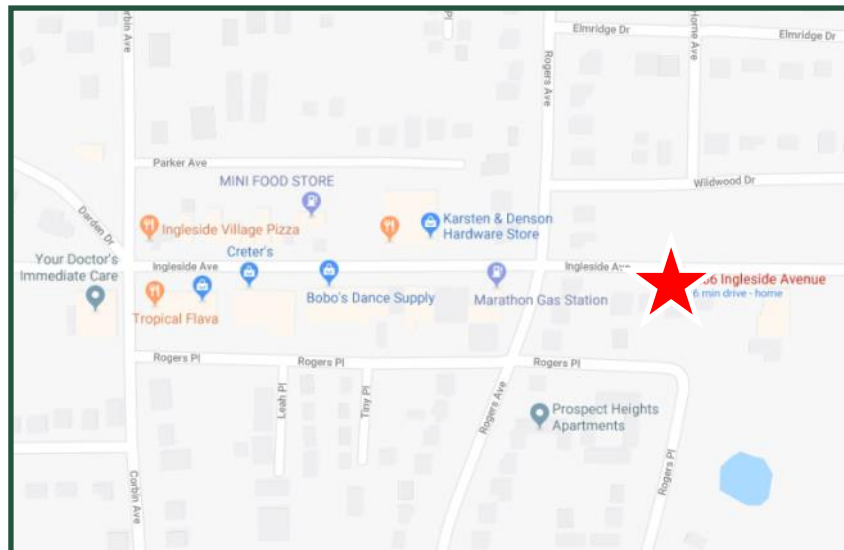 Pl
Elmridge Dr
Elmridge Dr
Corbin Ave
Rogers Ave
Horne Ave
Parker Ave
MINI FOOD STORE
Wildwood Dr
Darden Dr
Ingleside Village Pizza
Karsten & Denson
Hardware Store
Your Doctor's
Immediate Care
Creter's
Ingleside Ave
Ingleside Ave
Ingleside Avenue
6 min drive - home
Bobo's Dance Supply
Marathon Gas Station
Tropical Flava
Rogers Pl
Rogers Pl
Rogers Pl
Leah Pl
Tiny Pl
Rogers Ave
Prospect Heights
Apartments
Rogers Pl
Corbin Ave